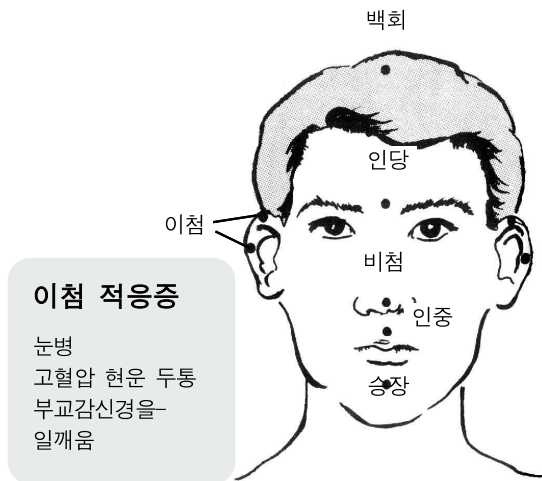 백회
인당
이첨
비첨
인중
승장
이첨 적응증
눈병
고혈압 현운 두통
부교감신경을-
일깨움